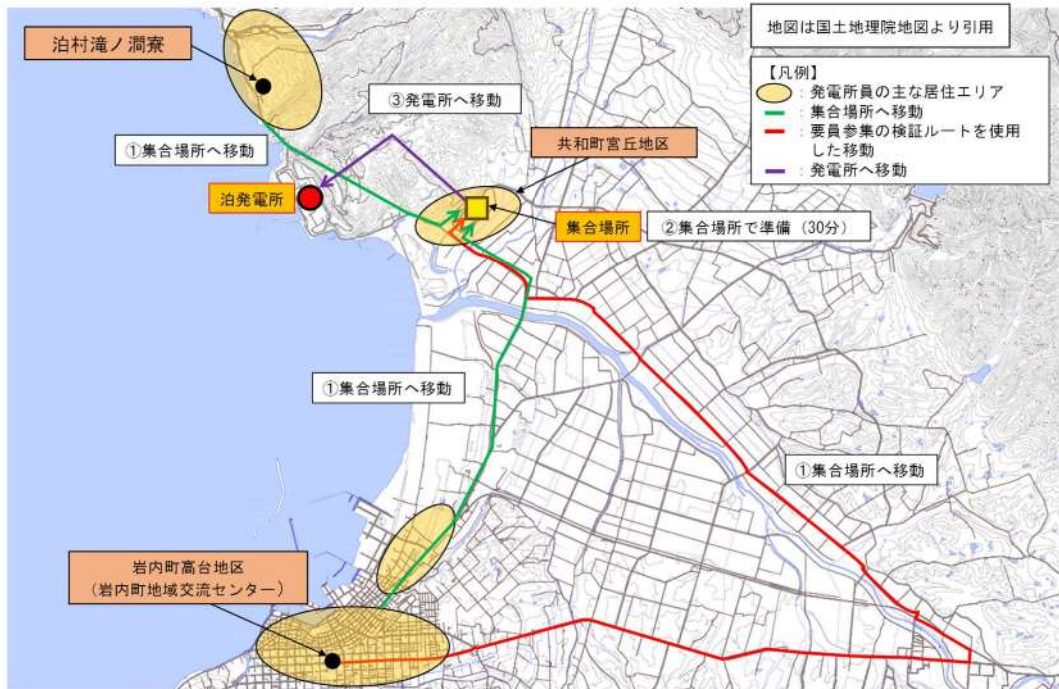 地図は国土地理院地図より引用
【凡例】
：発電所員の主な居住エリア
：集合場所へ移動
：要員参集の検証ルートを使用
した移動
：発電所へ移動
泊村滝ノ澗寮
③発電所へ移動
①集合場所へ移動
共和町宮丘地区
泊発電所
集合場所
②集合場所で準備（30分）
①集合場所へ移動
①集合場所へ移動
岩内町高台地区
（岩内町地域交流センター）